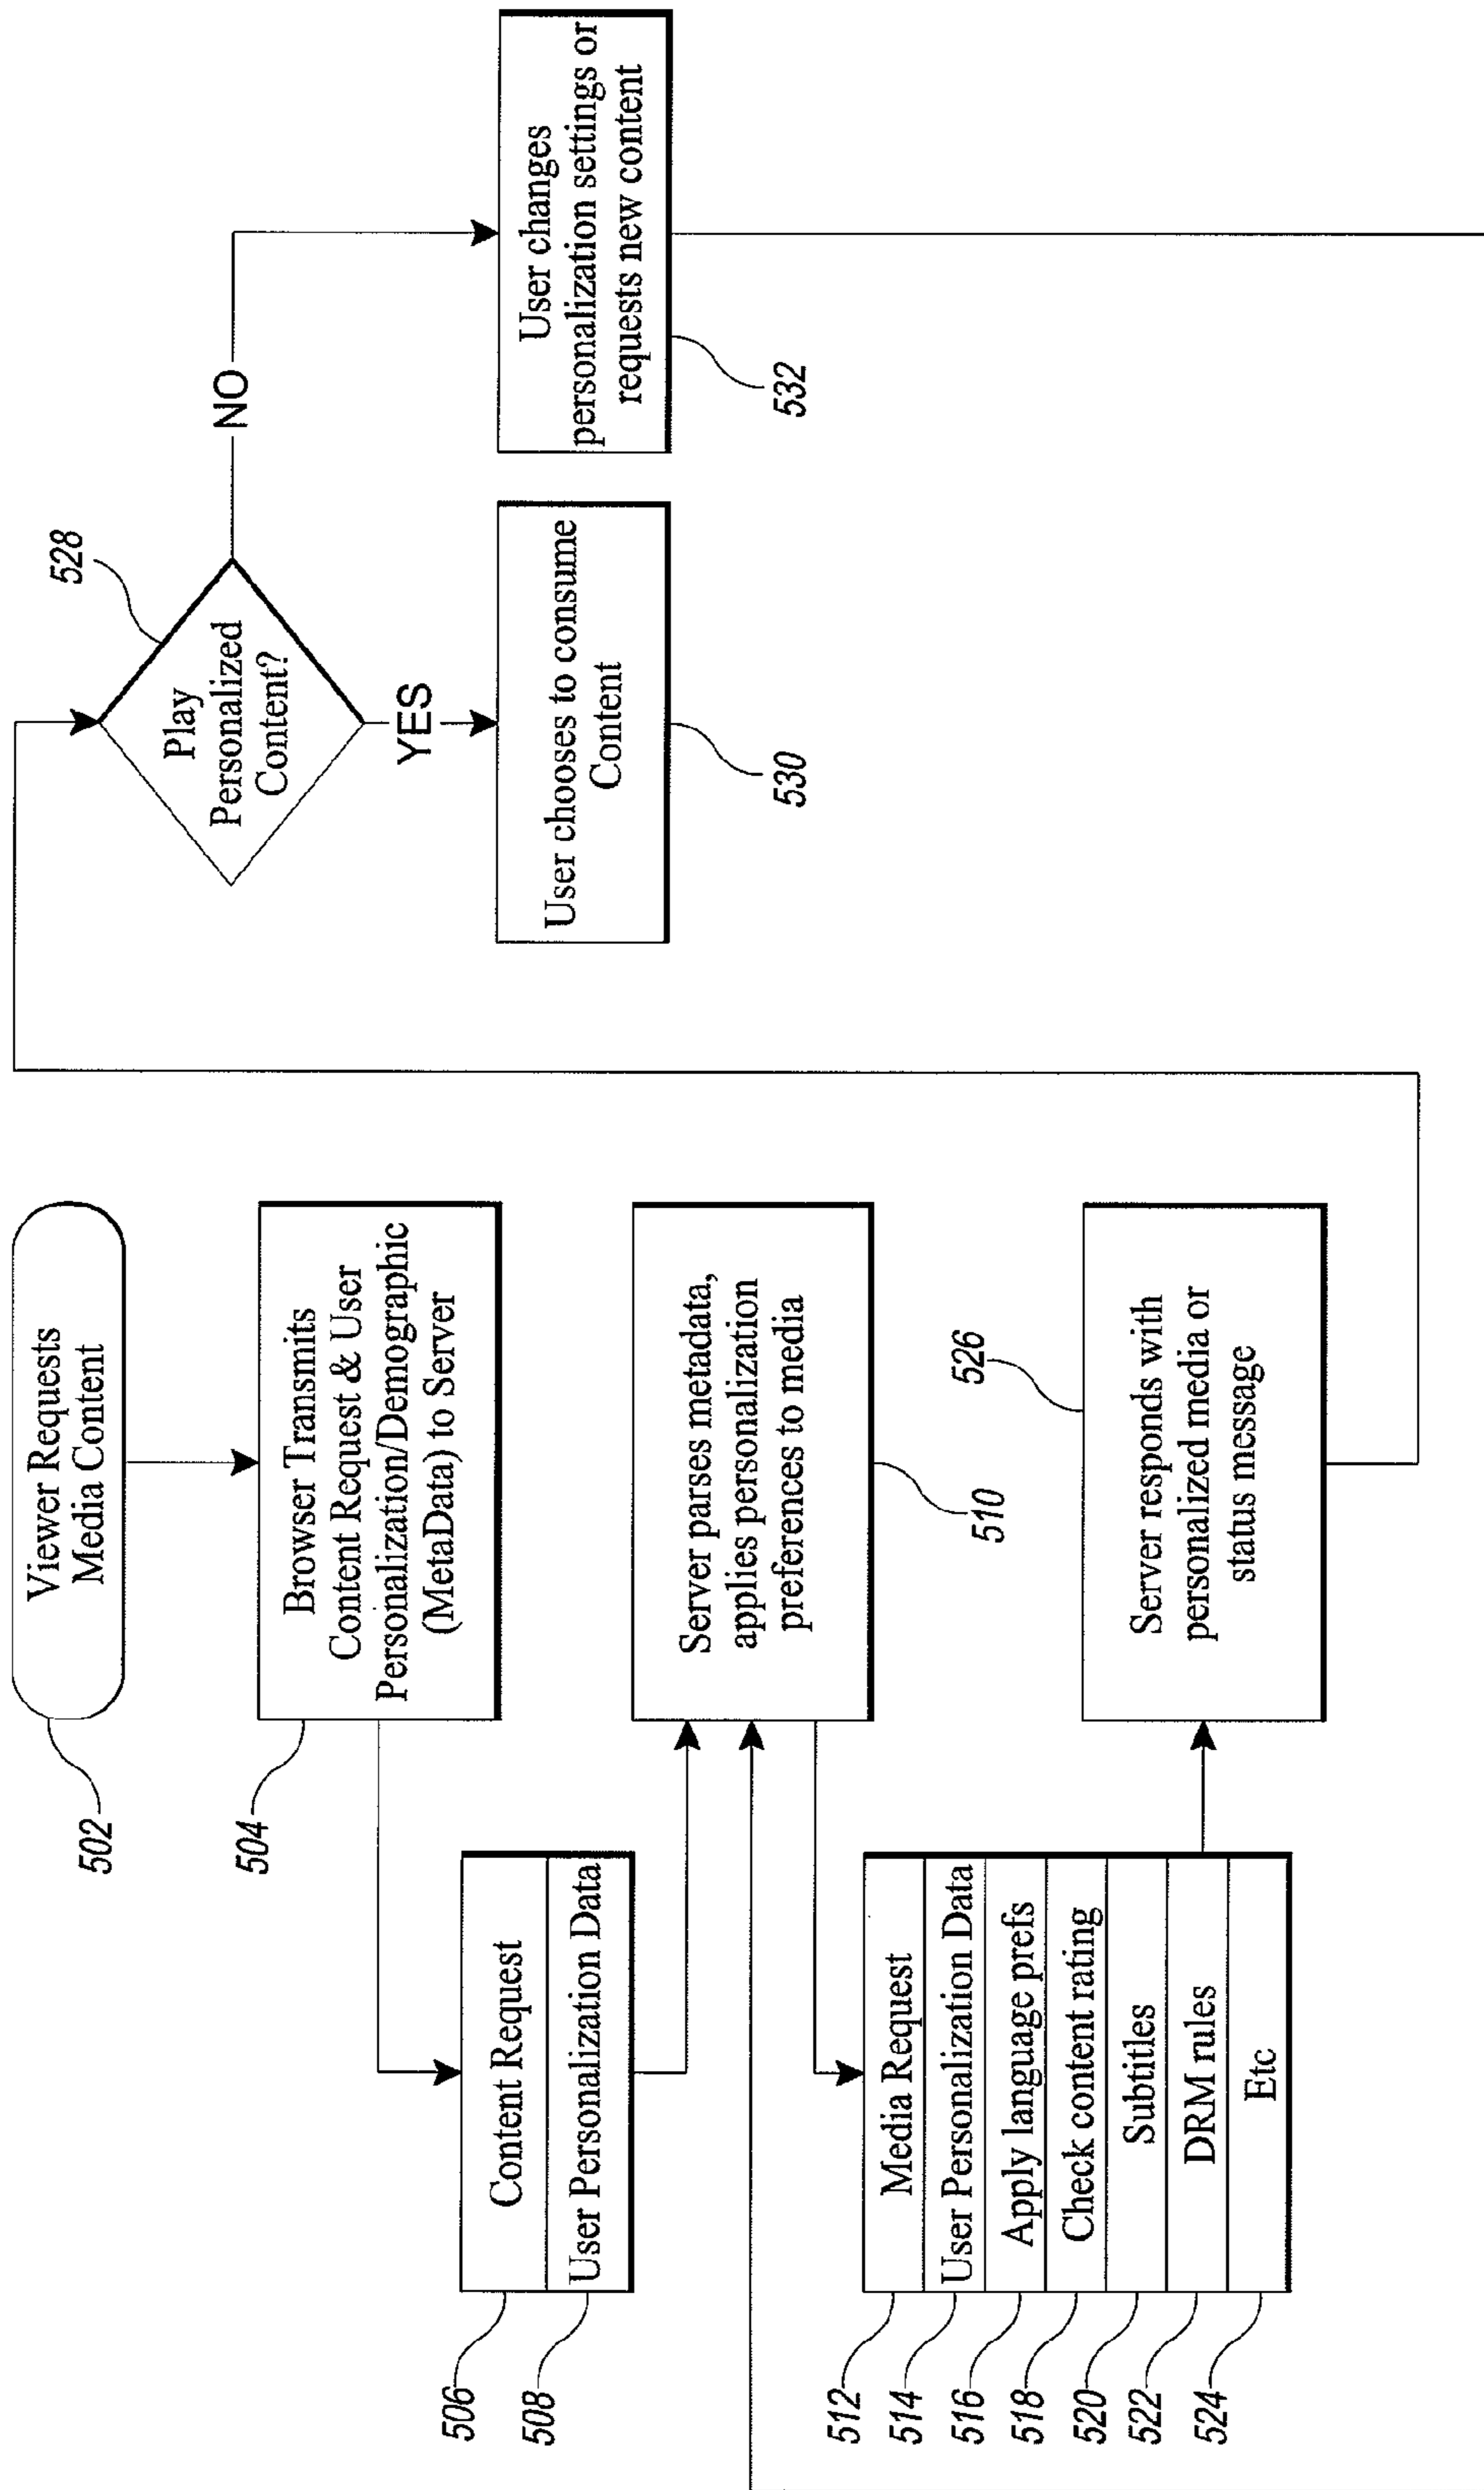 Viewer Requests
Media Content
502
Browser Transmits
Content Request & User
Personalization/Demographic
(MetaData) to Server
504
Content Request
506
User Personalization Data
508
Server parses metadata,
applies personalization
preferences to media
510
Media Request
512
User Personalization Data
514
Apply language prefs
516
Check content rating
518
Subtitles
520
DRM rules
522
Etc
524
Server responds with
personalized media or
status message
526
Play
Personalized
Content?
528
NO
YES
User chooses to consume
Content
530
User changes
personalization settings or
requests new content
532